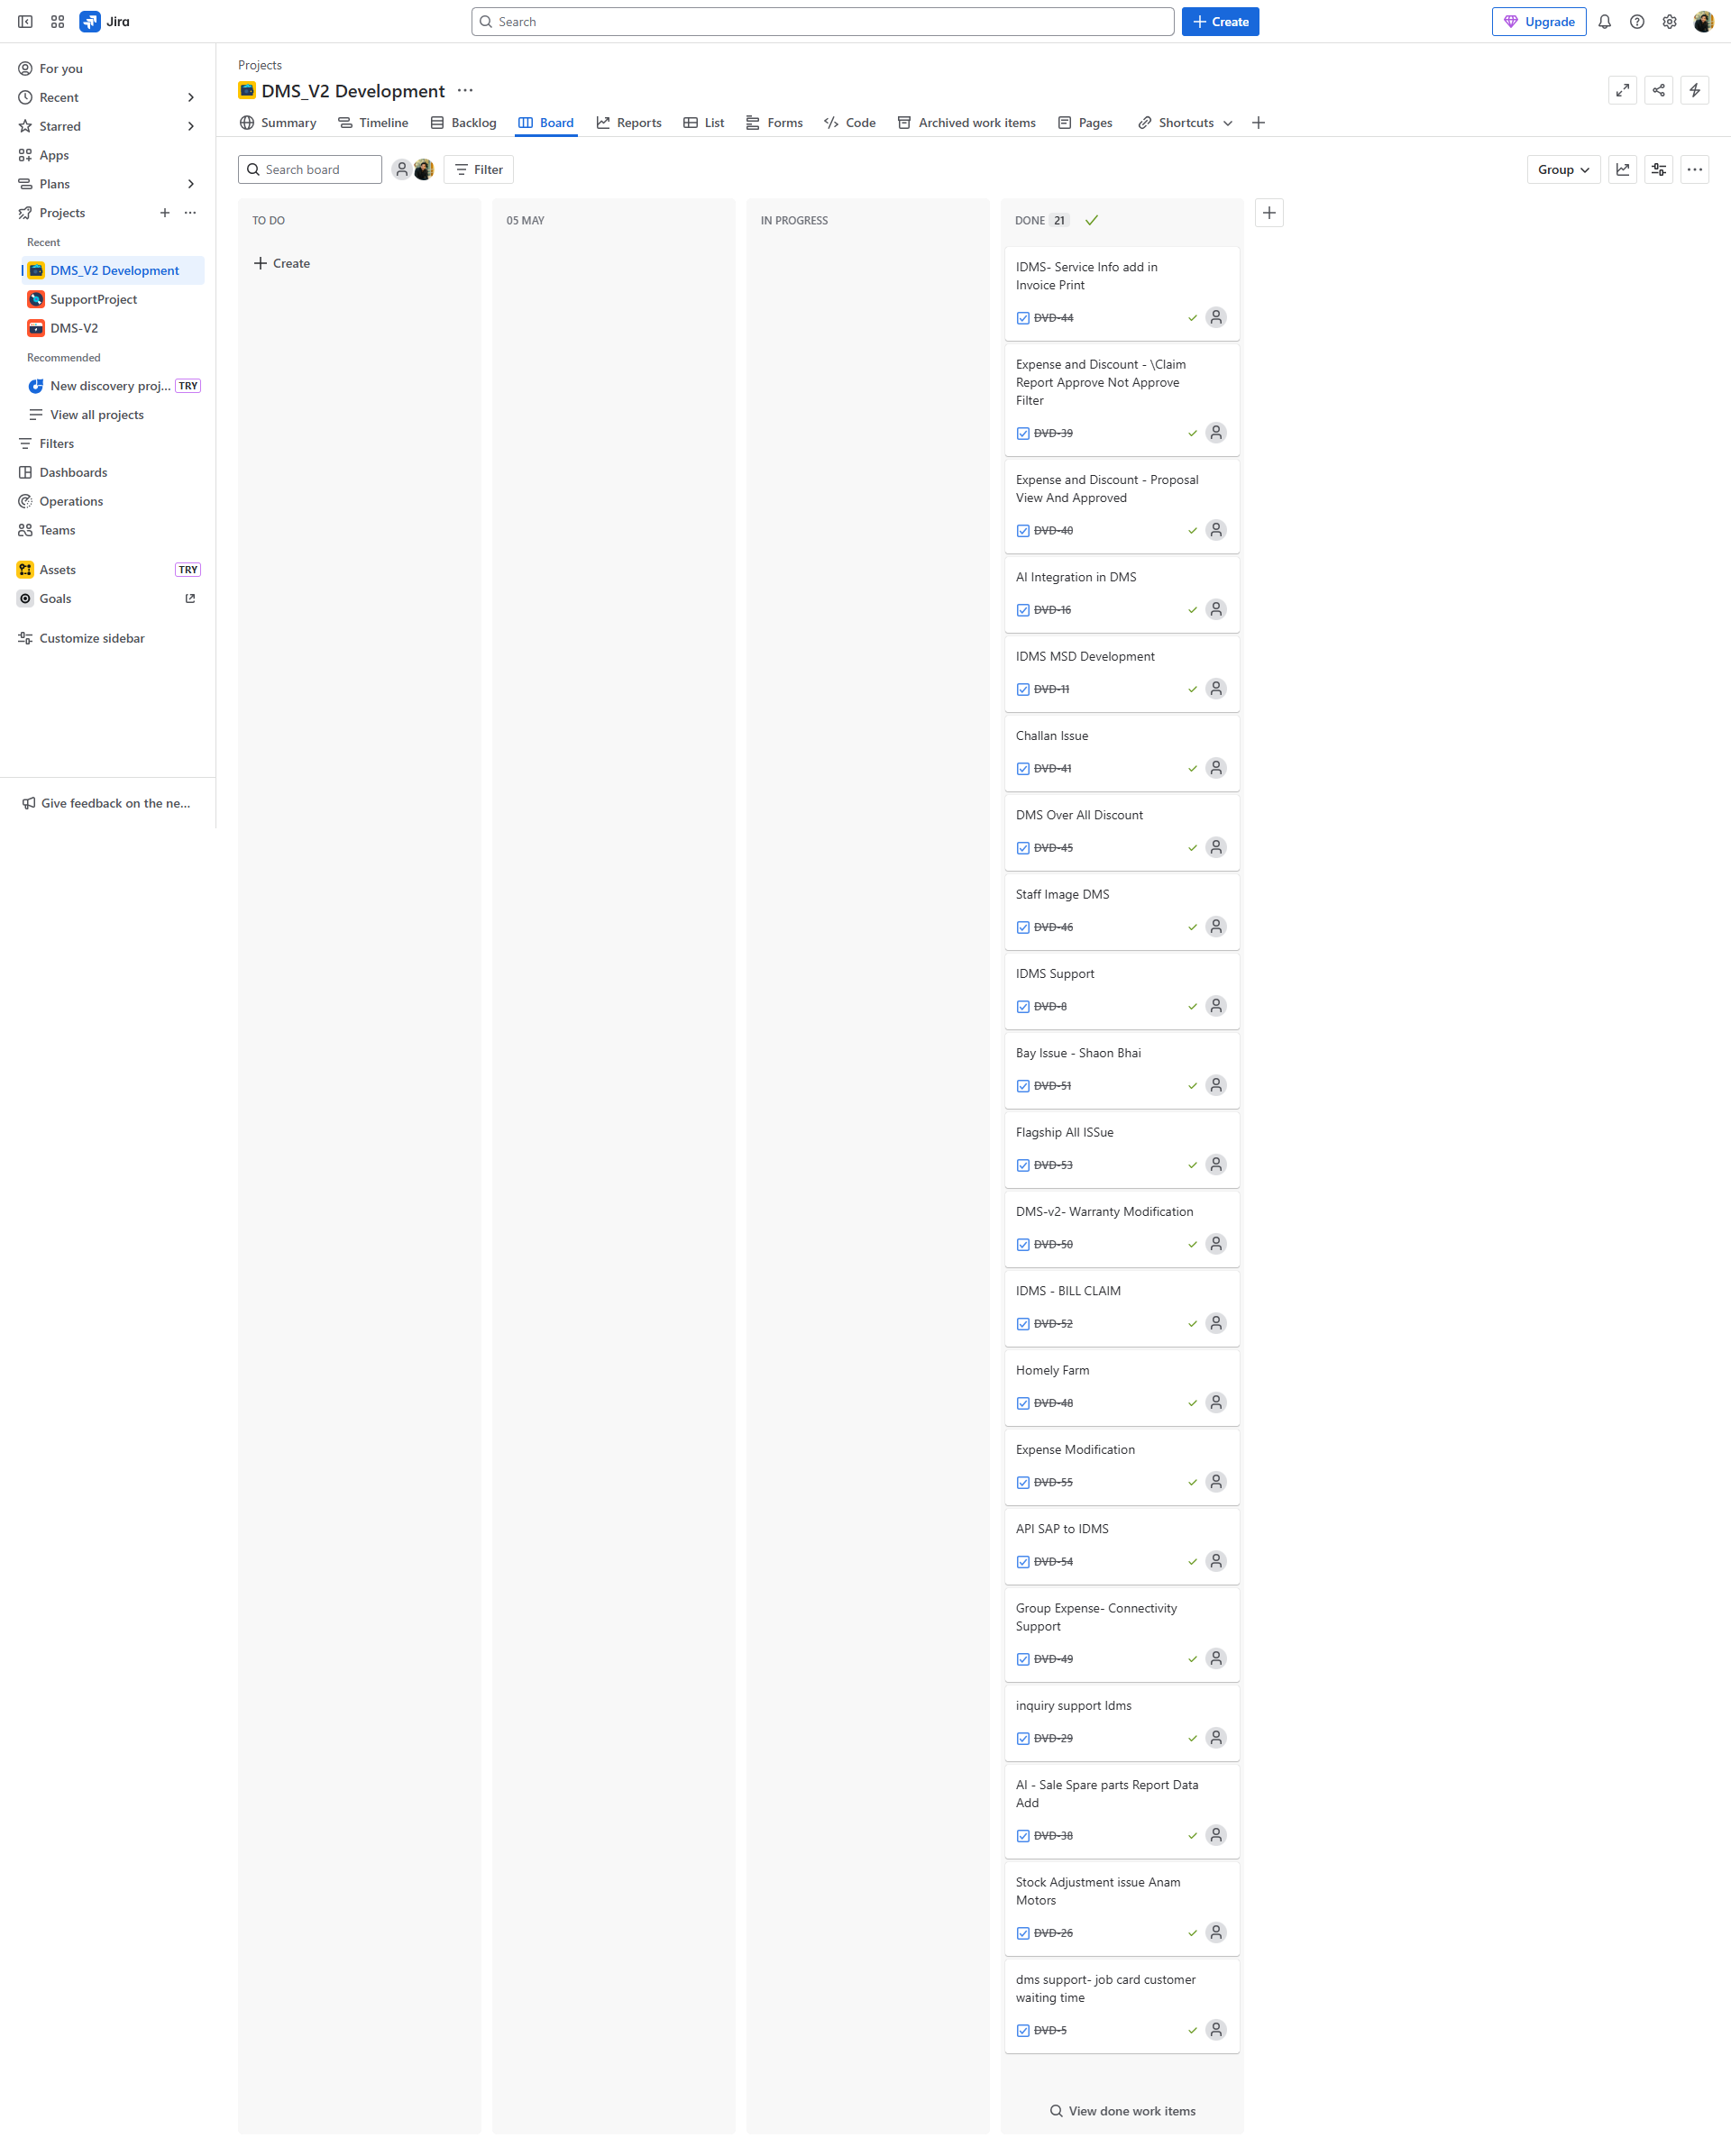 Jira
Search
Create
Upgrade
For you
Recent
Starred
Apps
Plans
Projects
Recent
DMS_V2 Development
SupportProject
DMS-V2
Recommended
New discovery proj... TRY
View all projects
Filters
Dashboards
Operations
Teams
Assets TRY
Goals
Customize sidebar
Give feedback on the ne...
Projects
DMS_V2 Development
Summary Timeline Backlog Board Reports List Forms Code Archived work items Pages Shortcuts
Search board
Filter
Group
TO DO
Create
05 MAY
IN PROGRESS
DONE 21
IDMS- Service Info add in
Invoice Print
DVD-44
Expense and Discount - \Claim
Report Approve Not Approve
Filter
DVD-39
Expense and Discount - Proposal
View And Approved
DVD-40
AI Integration in DMS
DVD-16
IDMS MSD Development
DVD-11
Challan Issue
DVD-41
DMS Over All Discount
DVD-45
Staff Image DMS
DVD-46
IDMS Support
DVD-8
Bay Issue - Shaon Bhai
DVD-51
Flagship All ISSue
DVD-53
DMS-v2- Warranty Modification
DVD-50
IDMS - BILL CLAIM
DVD-52
Homely Farm
DVD-48
Expense Modification
DVD-55
API SAP to IDMS
DVD-54
Group Expense- Connectivity
Support
DVD-49
inquiry support Idms
DVD-29
AI - Sale Spare parts Report Data
Add
DVD-38
Stock Adjustment issue Anam
Motors
DVD-26
dms support- job card customer
waiting time
DVD-5
View done work items